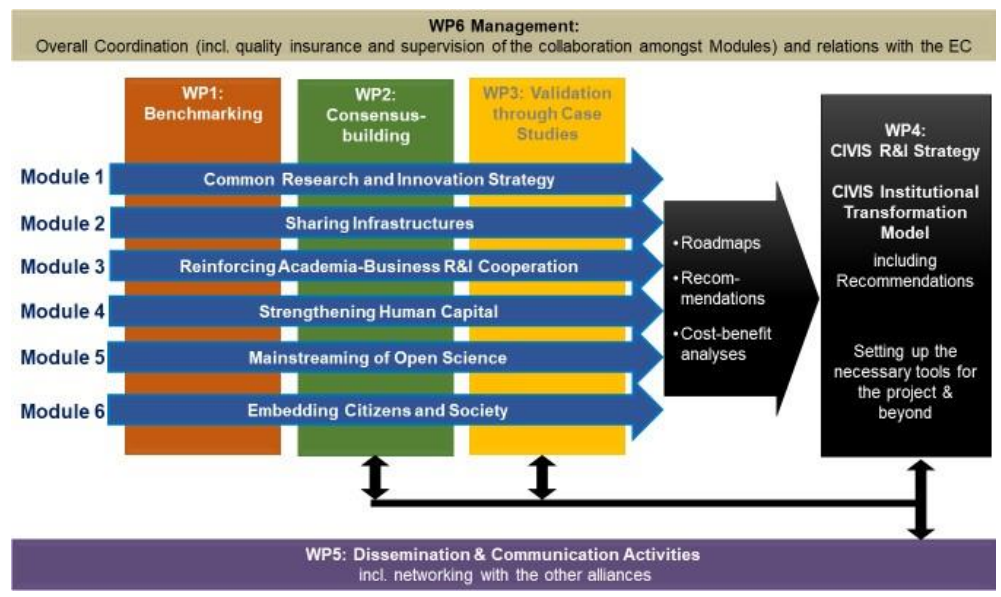 WP6 Management:
Overall Coordination (incl. quality insurance and supervision of the collaboration amongst Modules) and relations with the EC
WP1:
Benchmarking
WP2:
Consensus-
building
WP3: Validation
through Case
Studies
Module 1
Common Research and Innovation Strategy
Module 2
Sharing Infrastructures
Module 3
Reinforcing Academia-Business R&I Cooperation
Module 4
Strengthening Human Capital
Module 5
Mainstreaming of Open Science
Module 6
Embedding Citizens and Society
• Roadmaps
• Recom-
mendations
• Cost-benefit
analyses
WP4:
CIVIS R&I Strategy
CIVIS Institutional
Transformation
Model
including
Recommendations
Setting up the
necessary tools for
the project &
beyond
WP5: Dissemination & Communication Activities
incl. networking with the other alliances